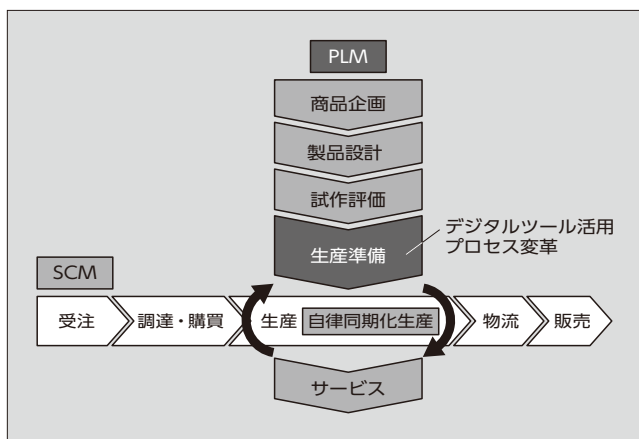 PLM
商品企画
製品設計
試作評価
生産準備
デジタルツール活用
プロセス変革
SCM
受注
調達・購買
生産
自律同期化生産
物流
販売
サービス